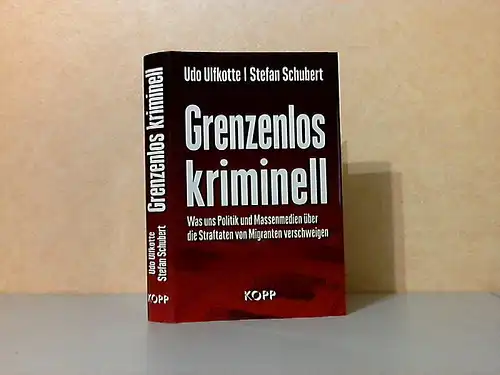 Udo Ulfkotte | Stefan Schubert
Grenzenlos
kriminell
Was uns Politik und Massenmedien über
die Straftaten von Migranten verschweigen
KOPP
Udo Ulfkotte
Stefan Schubert
Grenzenlos kriminell
KOPP